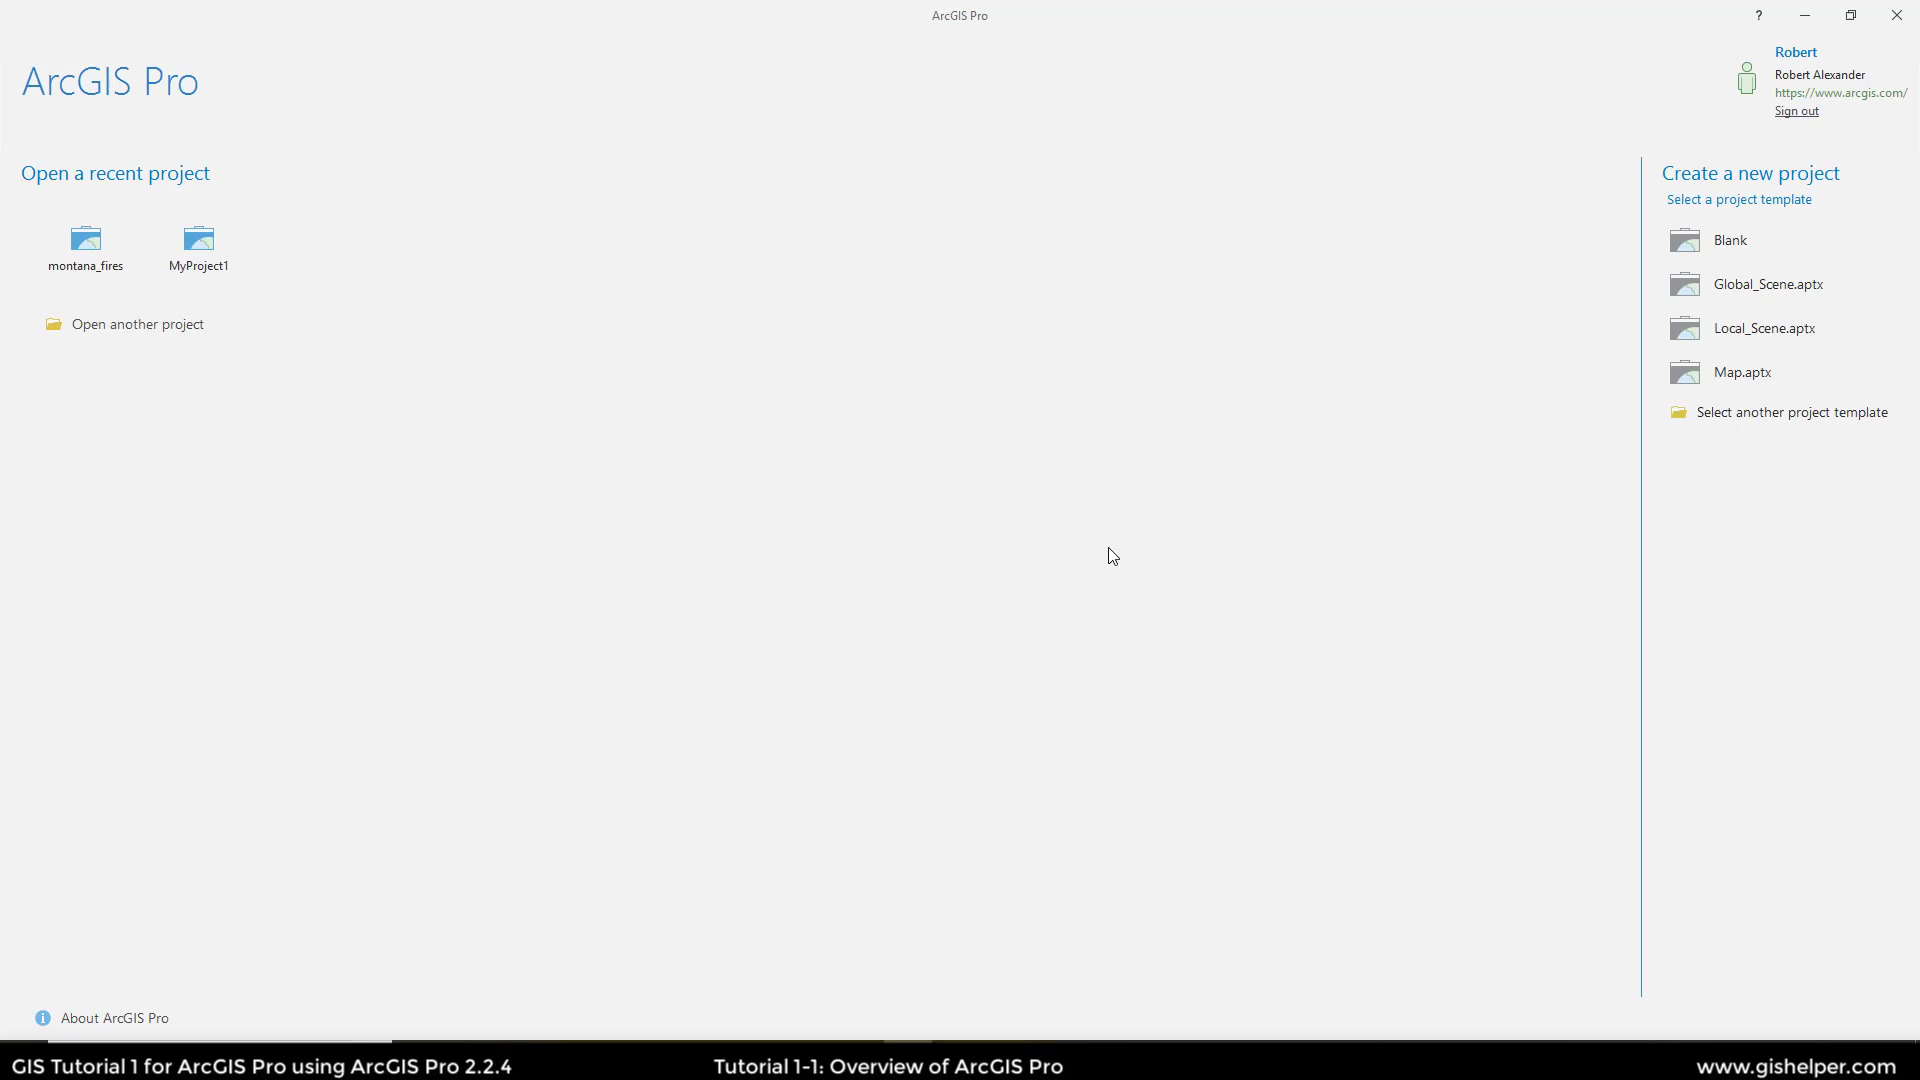 ArcGIS Pro
?
ArcGIS Pro
Robert
Robert Alexander
https://www.arcgis.com/
Sign out
Open a recent project
montana_fires
MyProject1
Open another project
Create a new project
Select a project template
Blank
Global_Scene.aptx
Local_Scene.aptx
Map.aptx
Select another project template
About ArcGIS Pro
GIS Tutorial 1 for ArcGIS Pro using ArcGIS Pro 2.2.4
Tutorial 1-1: Overview of ArcGIS Pro
www.gishelper.com